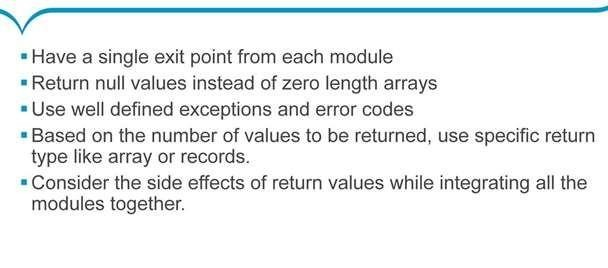 Have a single exit point from each module
Return null values instead of zero length arrays
Use well defined exceptions and error codes
Based on the number of values to be returned, use specific return
type like array or records.
Consider the side effects of return values while integrating all the
modules together.